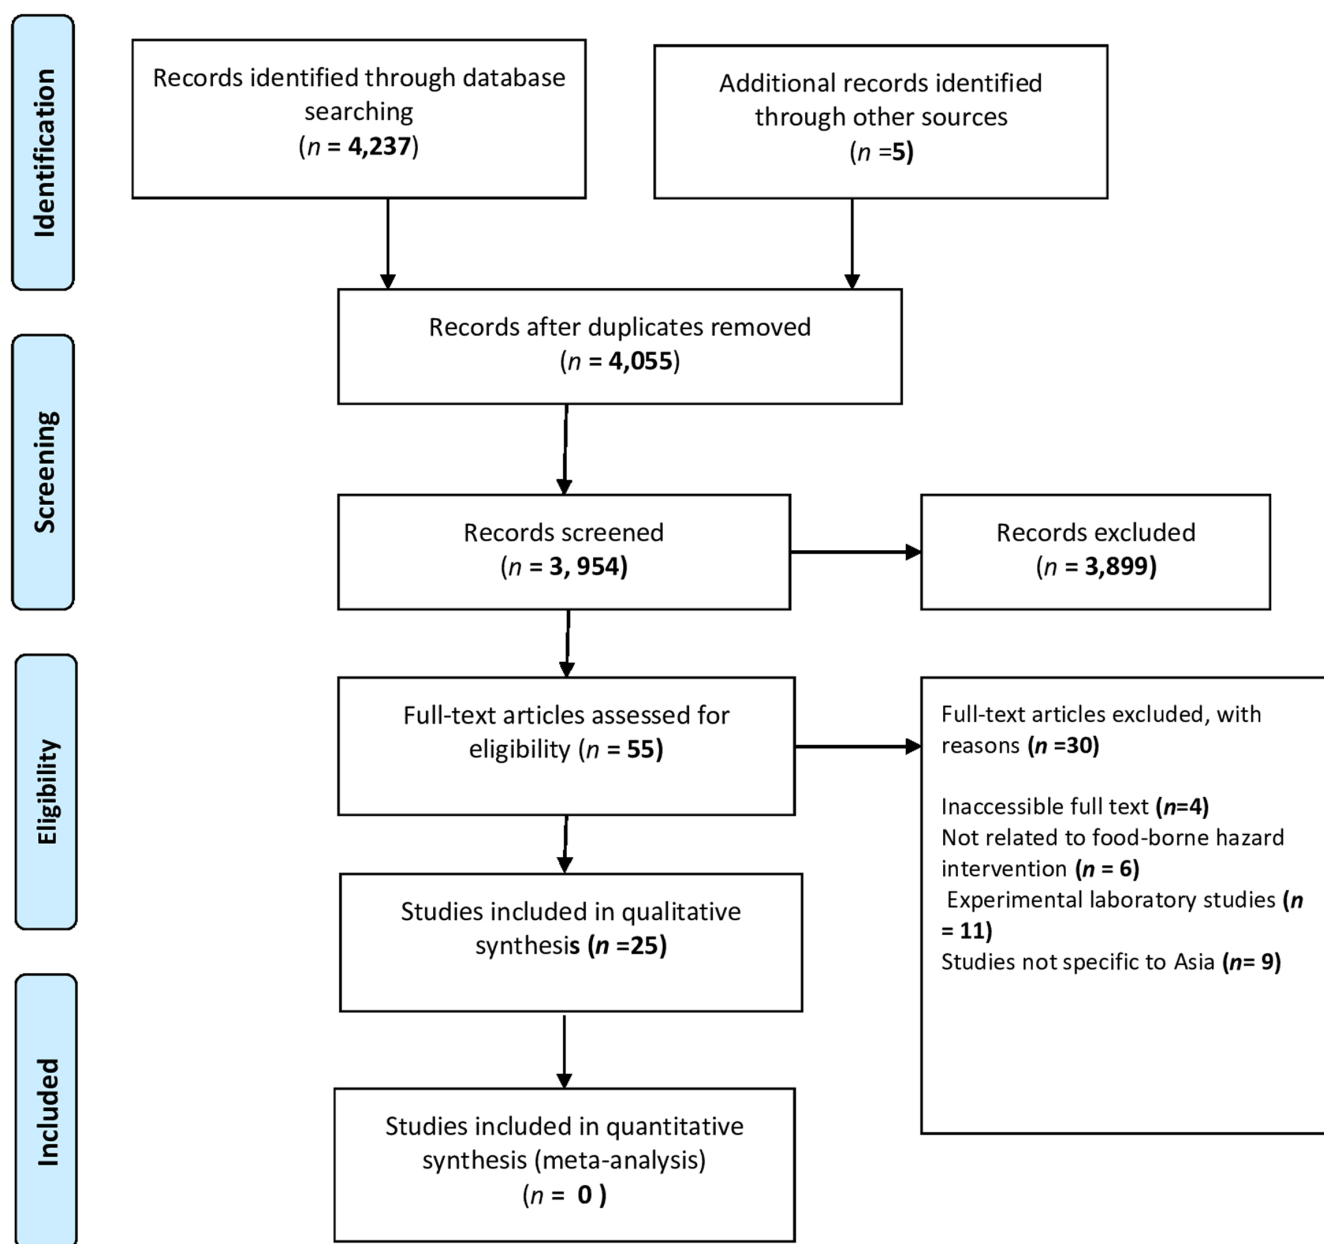 Identification
Records identified through database
searching
(n = 4,237)
Additional records identified
through other sources
(n =5)
Records after duplicates removed
(n = 4,055)
Screening
Records screened
(n = 3, 954)
Records excluded
(n = 3,899)
Eligibility
Full-text articles assessed for
eligibility (n = 55)
Full-text articles excluded, with
reasons (n =30)
Inaccessible full text (n=4)
Not related to food-borne hazard
intervention (n = 6)
Experimental laboratory studies (n
= 11)
Studies not specific to Asia (n= 9)
Studies included in qualitative
synthesis (n =25)
Included
Studies included in quantitative
synthesis (meta-analysis)
(n = 0 )